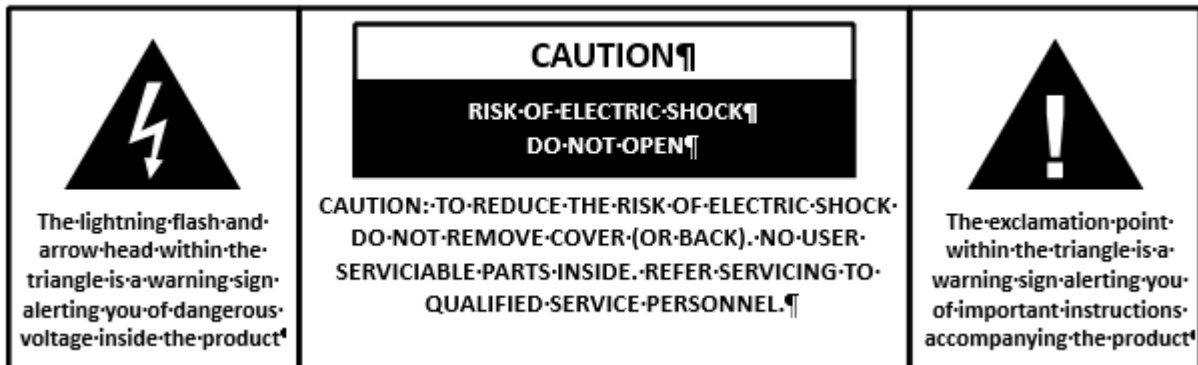 The·lightning·flash·and·
arrow·head·within·the·
triangle·is·a·warning·sign·
alerting·you·of·dangerous·
voltage·inside·the·product¶
CAUTION¶
RISK·OF·ELECTRIC·SHOCK¶
DO·NOT·OPEN¶
CAUTION:·TO·REDUCE·THE·RISK·OF·ELECTRIC·SHOCK·
DO·NOT·REMOVE·COVER·(OR·BACK).·NO·USER·
SERVICIABLE·PARTS·INSIDE.·REFER·SERVICING·TO·
QUALIFIED·SERVICE·PERSONNEL.¶
!
The·exclamation·point·
within·the·triangle·is·a·
warning·sign·alerting·you·
of·important·instructions·
accompanying·the·product¶